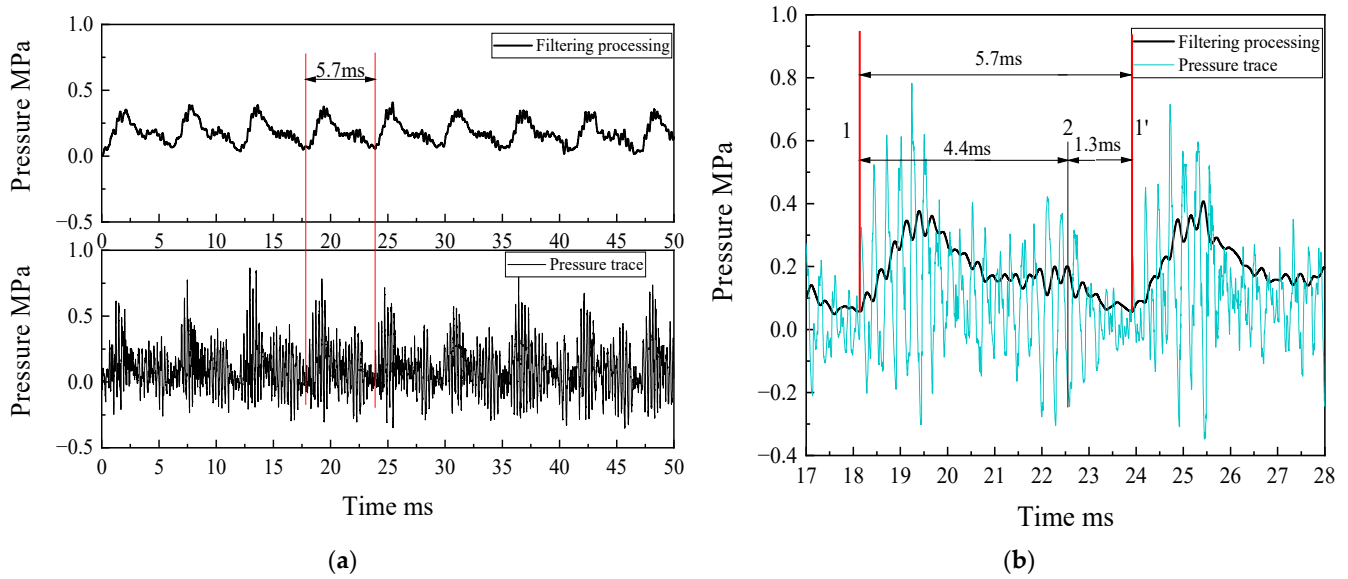 1.0
Filtering processing
0.5
5.7ms
0.0
−0.5
Pressure MPa
0 5 10 15 20 25 30 35 40 45 50
1.0
Pressure trace
0.5
0.0
−0.5
Pressure MPa
0 5 10 15 20 25 30 35 40 45 50
Time ms
(a)
1.0
Filtering processing
Pressure trace
0.8
5.7ms
0.6
1
2
1'
4.4ms
1.3ms
0.4
0.2
0.0
−0.2
−0.4
Pressure MPa
17 18 19 20 21 22 23 24 25 26 27 28
Time ms
(b)